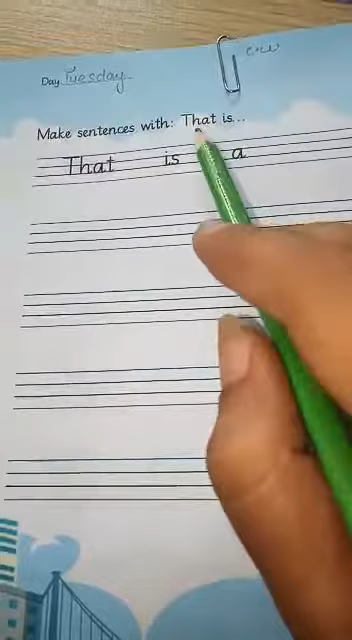 Day Tuesday
Make sentences with: That is...
That is a